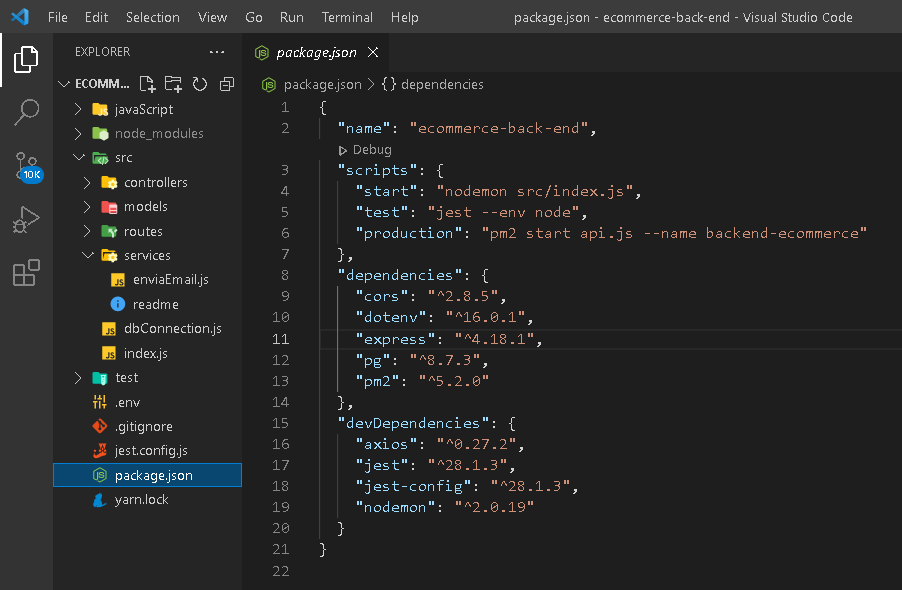 File Edit Selection View Go Run Terminal Help package.json - ecommerce-back-end - Visual Studio Code
EXPLORER ...
ECOMM...
javaScript
node_modules
src
controllers
models
routes
services
enviaEmail.js
readme
dbConnection.js
index.js
test
.env
.gitignore
jest.config.js
package.json
yarn.lock
10K
package.json
package.json > {} dependencies
1 {
2 "name": "ecommerce-back-end",
Debug
3 "scripts": {
4 "start": "nodemon src/index.js",
5 "test": "jest --env node",
6 "production": "pm2 start api.js --name backend-ecommerce"
7 },
8 "dependencies": {
9 "cors": "^2.8.5",
10 "dotenv": "^16.0.1",
11 "express": "^4.18.1",
12 "pg": "^8.7.3",
13 "pm2": "^5.2.0"
14 },
15 "devDependencies": {
16 "axios": "^0.27.2",
17 "jest": "^28.1.3",
18 "jest-config": "^28.1.3",
19 "nodemon": "^2.0.19"
20 }
21 }
22